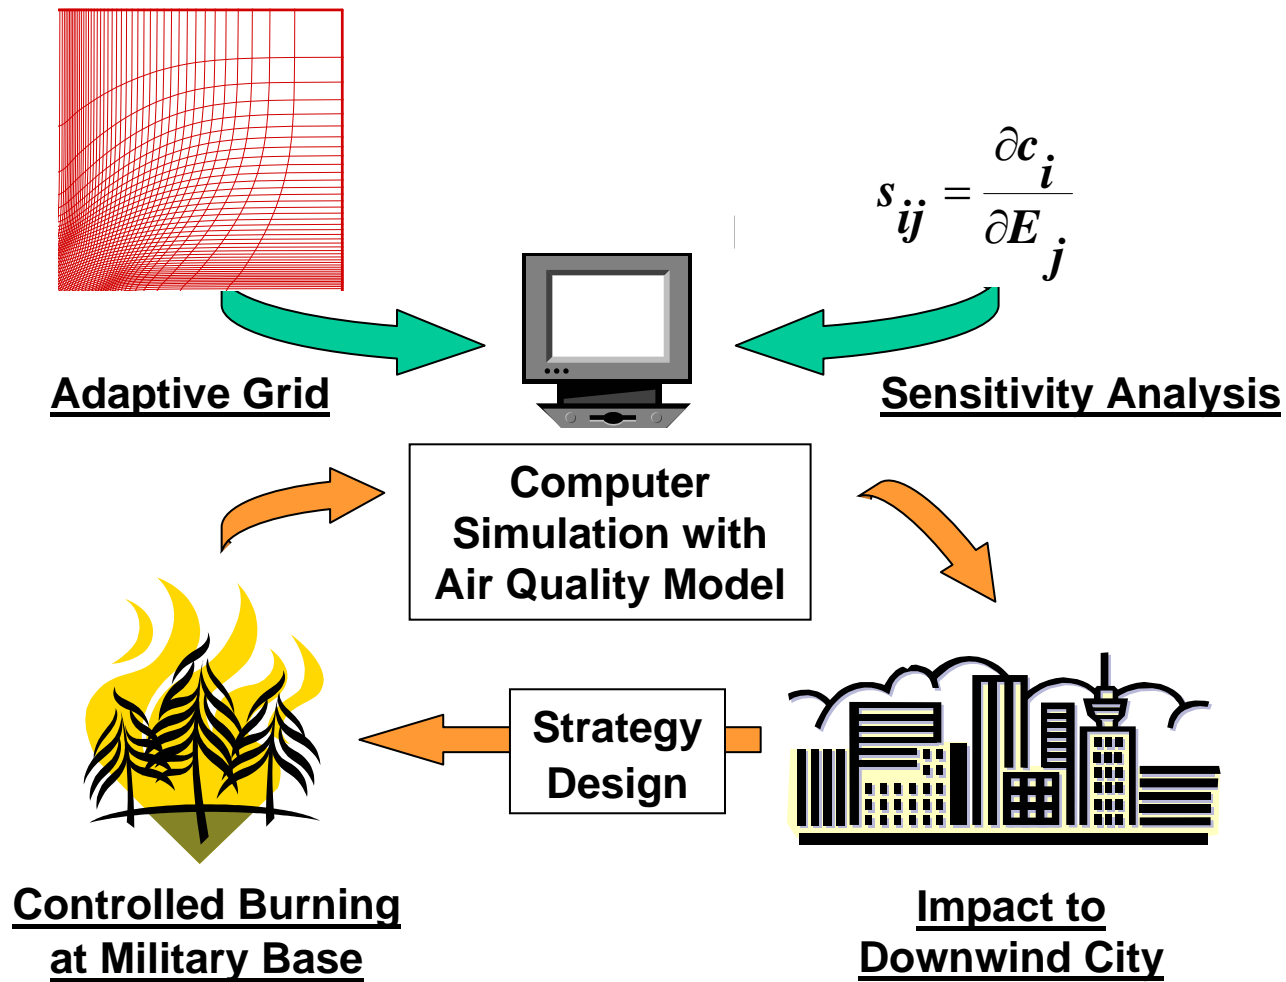 s_ij = ∂c_i / ∂E_j
Adaptive Grid
Sensitivity Analysis
Computer
Simulation with
Air Quality Model
Strategy
Design
Controlled Burning
at Military Base
Impact to
Downwind City